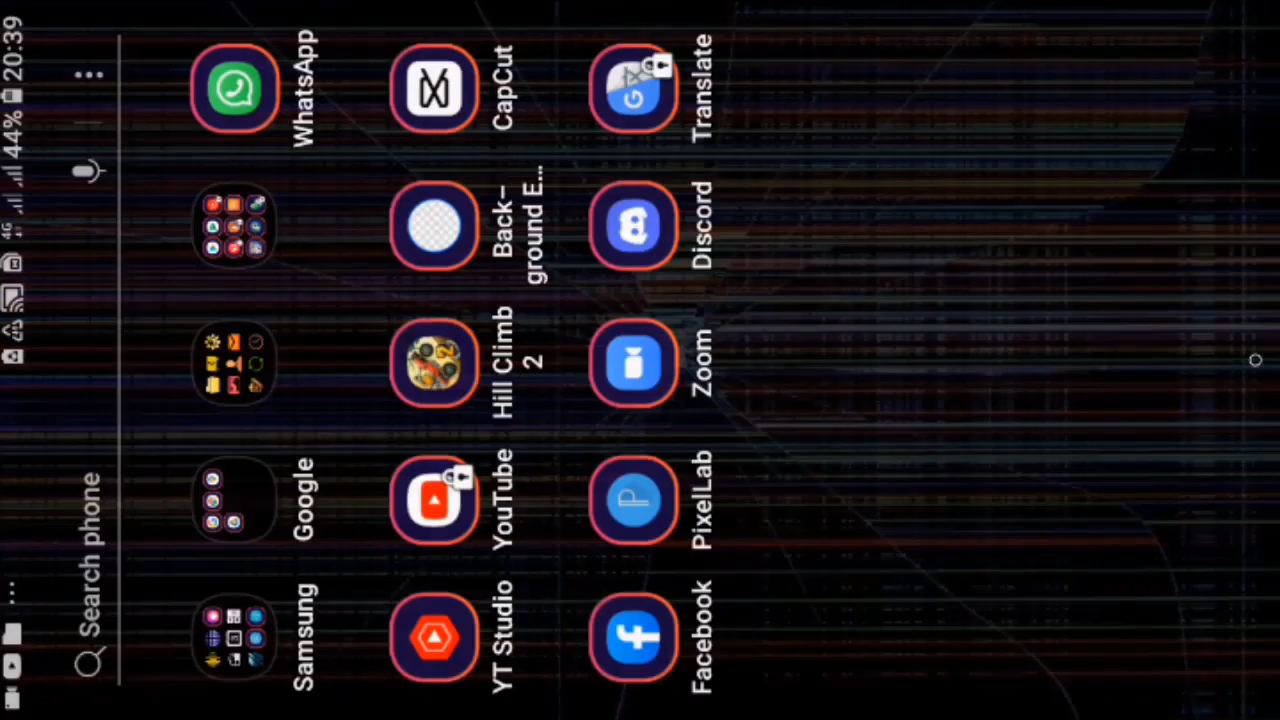 4G 44% 20:39
Search phone
Samsung
Google
WhatsApp
YT Studio
YouTube
Hill Climb
2
Back-
ground E...
CapCut
Facebook
PixelLab
Zoom
Discord
Translate